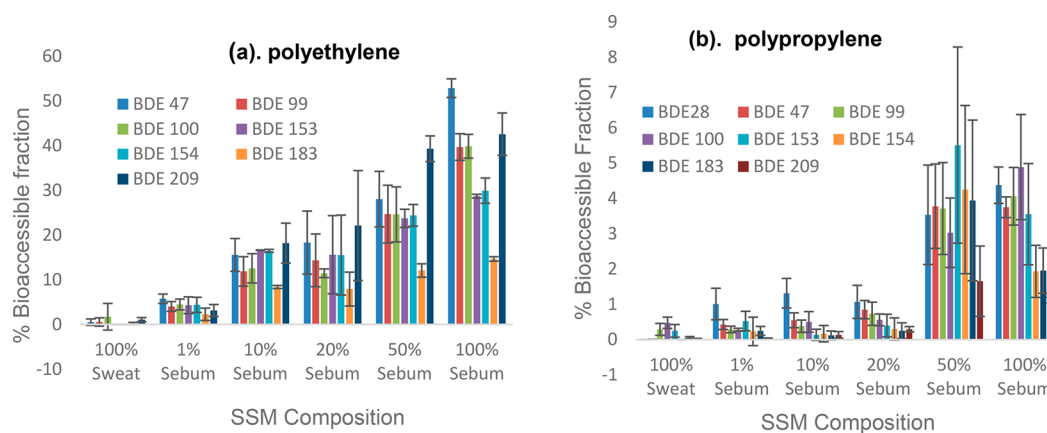 (a). polyethylene
% Bioaccessible fraction
60
50
40
30
20
10
0
-10
BDE 47
BDE 99
BDE 100
BDE 153
BDE 154
BDE 183
BDE 209
100% 1% 10% 20% 50% 100%
Sweat Sebum Sebum Sebum Sebum Sebum
SSM Composition
(b). polypropylene
% Bioaccessible Fraction
9
8
7
6
5
4
3
2
1
0
-1
BDE28
BDE 47
BDE 99
BDE 100
BDE 153
BDE 154
BDE 183
BDE 209
100% 1% 10% 20% 50% 100%
Sweat Sebum Sebum Sebum Sebum Sebum
SSM Composition